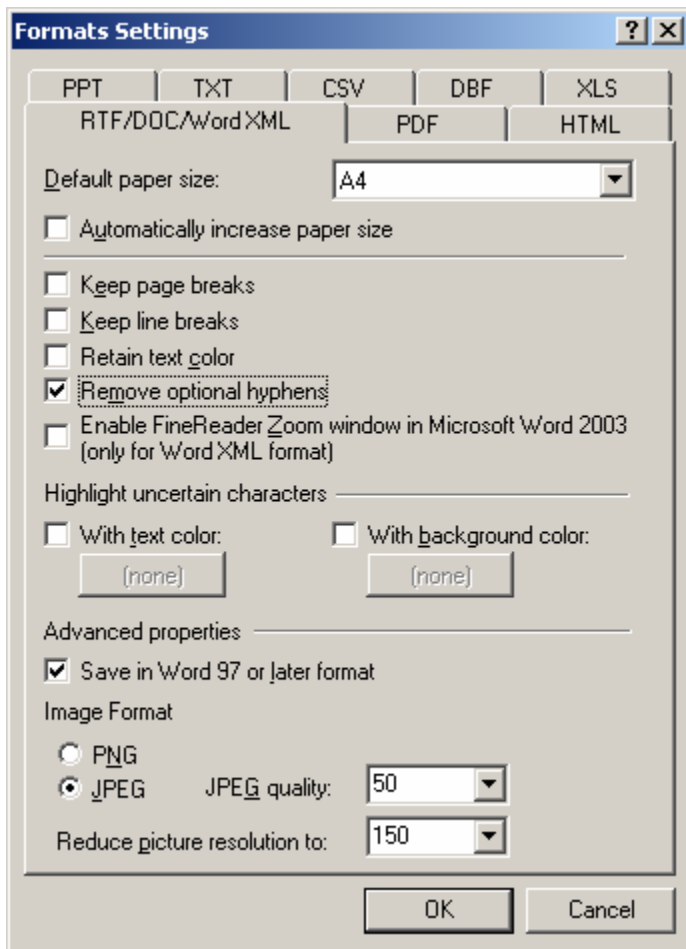 Formats Settings
PPT TXT CSV DBF XLS
RTF/DOC/Word XML PDF HTML
Default paper size: A4
Automatically increase paper size
Keep page breaks
Keep line breaks
Retain text color
Remove optional hyphens
Enable FineReader Zoom window in Microsoft Word 2003
(only for Word XML format)
Highlight uncertain characters
With text color: With background color:
(none) (none)
Advanced properties
Save in Word 97 or later format
Image Format
PNG
JPEG JPEG quality: 50
Reduce picture resolution to: 150
OK Cancel